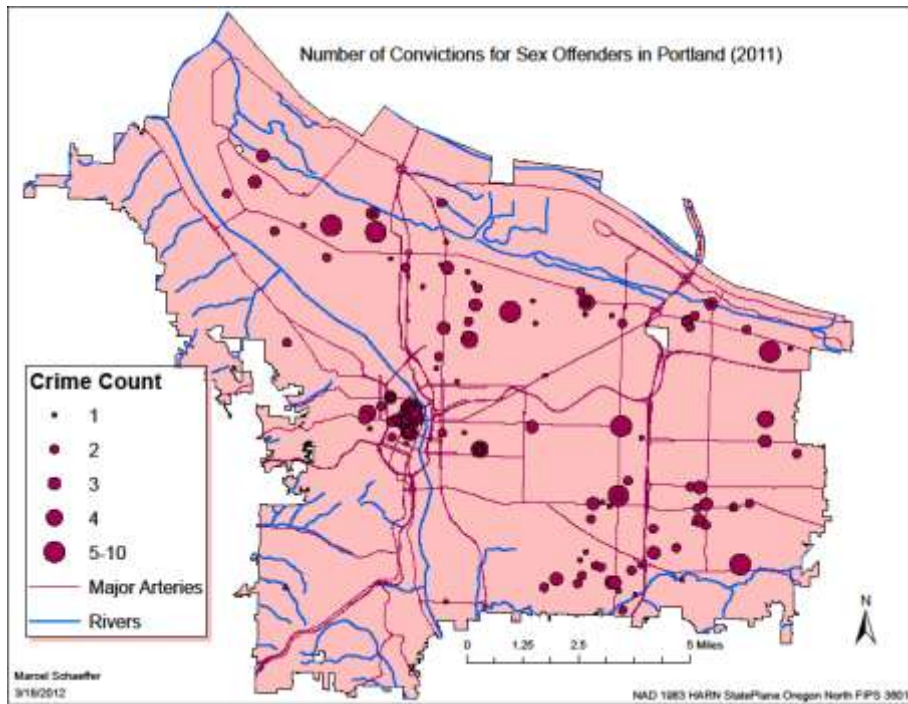 Number of Convictions for Sex Offenders in Portland (2011)
Crime Count
1
2
3
4
5-10
Major Arteries
Rivers
N
0 1.25 2.5 5 Miles
Marcel Schaeffer
3/16/2012
NAD 1983 HARN StatePlane Oregon North FIPS 3601